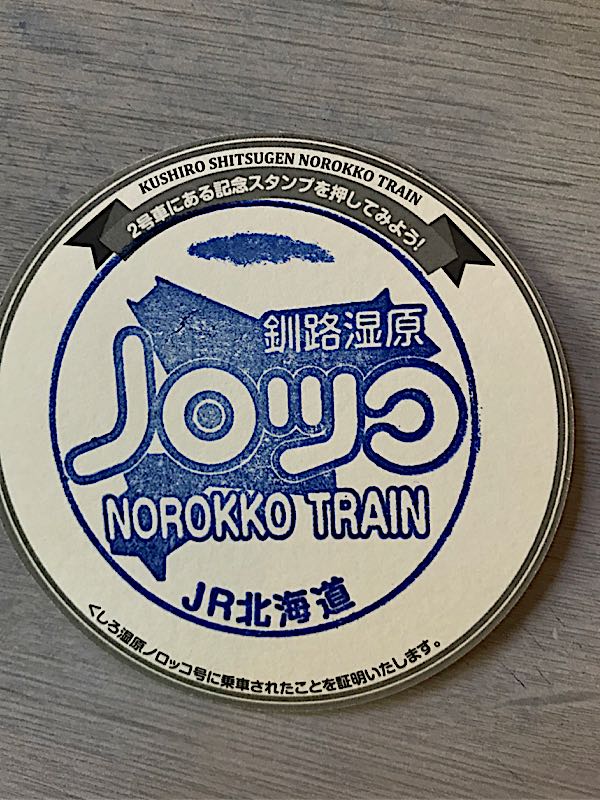 KUSHIRO SHITSUGEN NOROKKO TRAIN
2号車にある記念スタンプを押してみよう!
釧路湿原
ノロッコ
NOROKKO TRAIN
JR北海道
くしろ湿原ノロッコ号に乗車されたことを証明いたします。